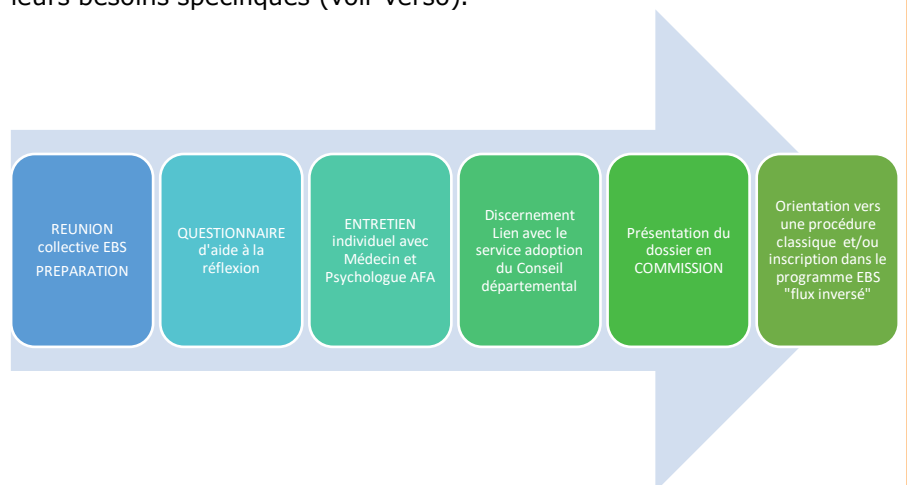 leurs besoins spécifiques (voir verso).
REUNION
collective EBS
PREPARATION
QUESTIONNAIRE
d'aide à la
réflexion
ENTRETIEN
individuel avec
Médecin et
Psychologue AFA
Discernement
Lien avec le
service adoption
du Conseil
départemental
Présentation du
dossier en
COMMISSION
Orientation vers
une procédure
classique et/ou
inscription dans le
programme EBS
"flux inversé"